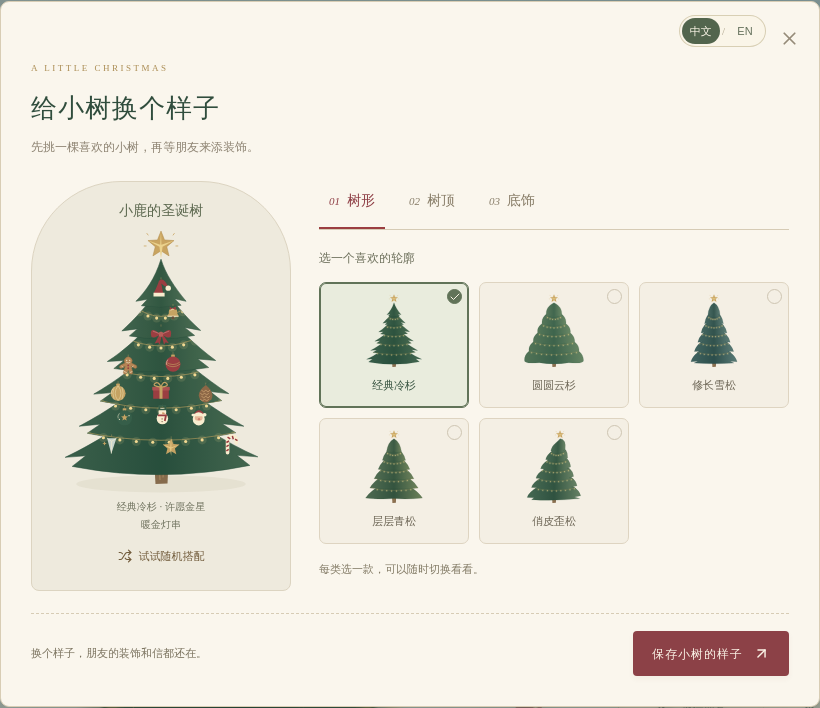 中文 / EN
A LITTLE CHRISTMAS
给小树换个样子
先挑一棵喜欢的小树，再等朋友来添装饰。
小鹿的圣诞树
经典冷杉 · 许愿金星
暖金灯串
试试随机搭配
01 树形
02 树顶
03 底饰
选一个喜欢的轮廓
经典冷杉
圆圆云杉
修长雪松
层层青松
俏皮歪松
每类选一款，可以随时切换看看。
换个样子，朋友的装饰和信都还在。
保存小树的样子